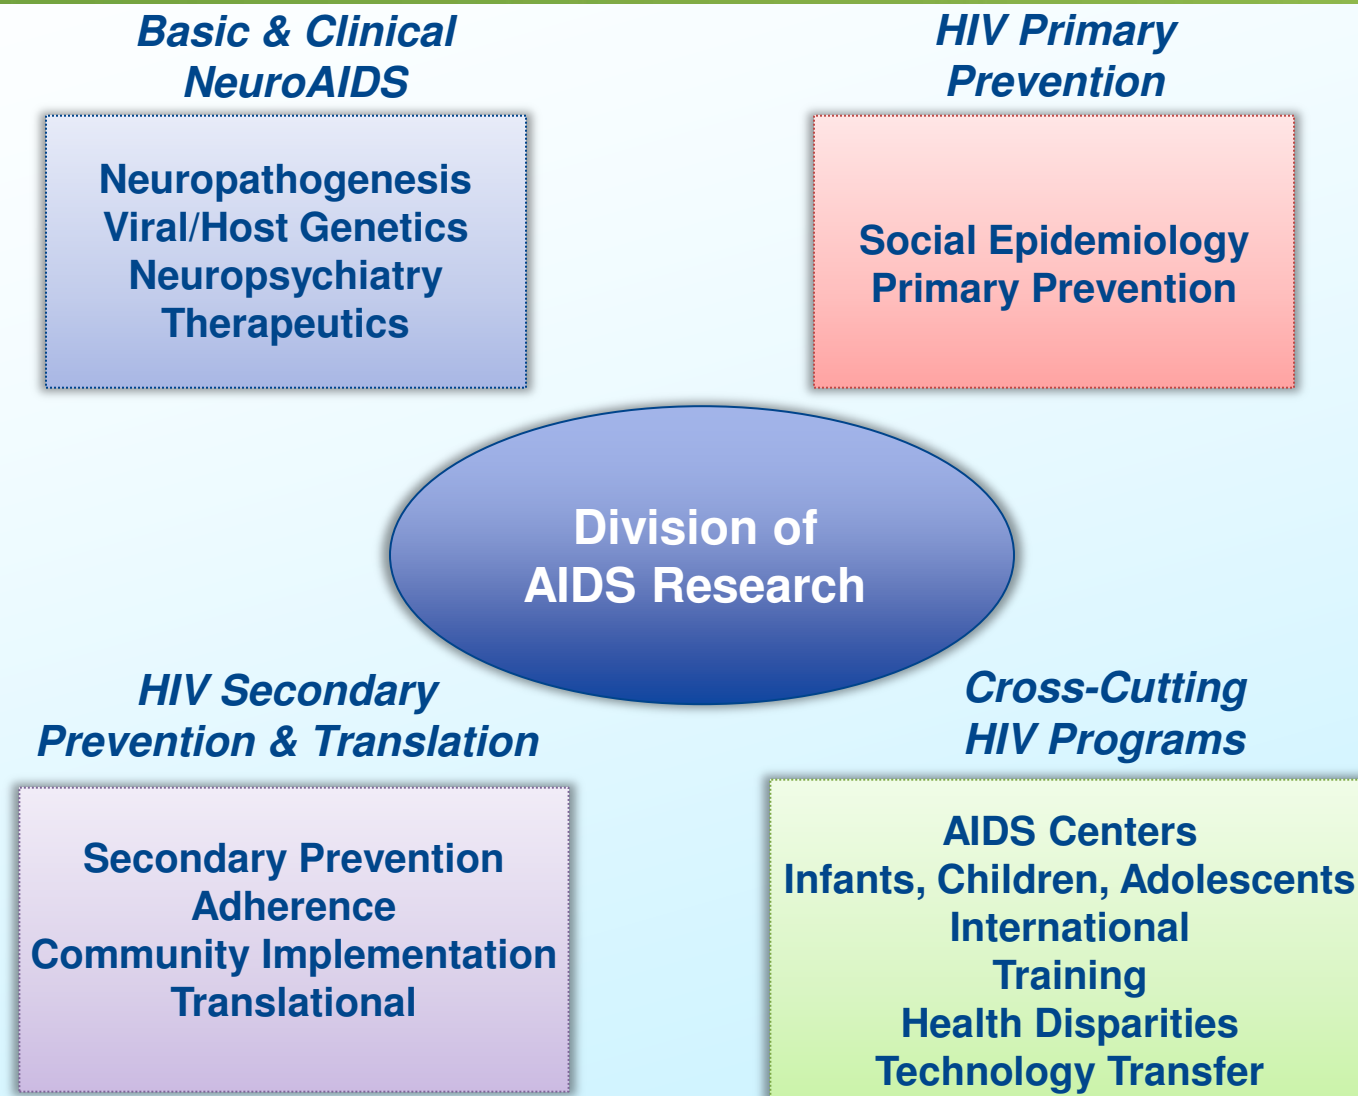 Basic & Clinical
NeuroAIDS
Neuropathogenesis
Viral/Host Genetics
Neuropsychiatry
Therapeutics
HIV Primary
Prevention
Social Epidemiology
Primary Prevention
Division of
AIDS Research
HIV Secondary
Prevention & Translation
Secondary Prevention
Adherence
Community Implementation
Translational
Cross-Cutting
HIV Programs
AIDS Centers
Infants, Children, Adolescents
International
Training
Health Disparities
Technology Transfer